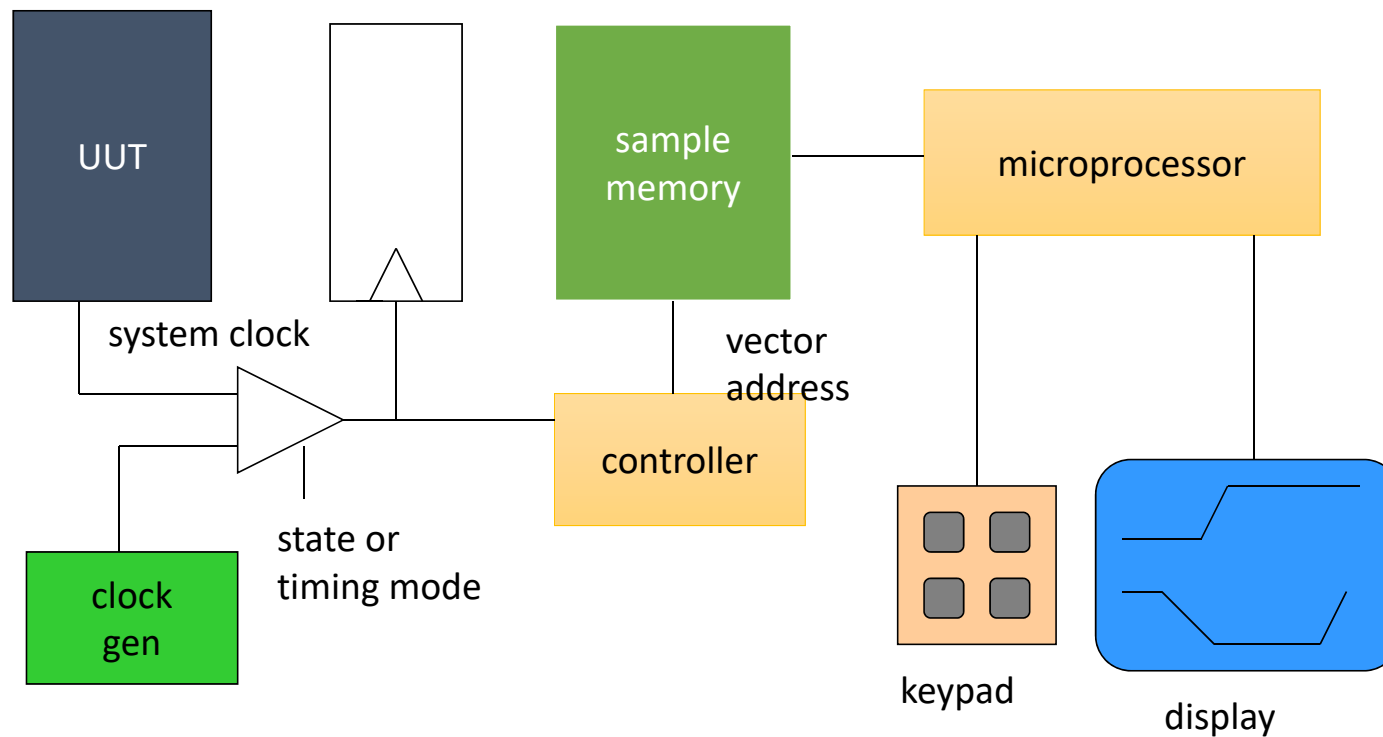 UUT
sample
memory
microprocessor
system clock
vector
address
controller
state or
timing mode
clock
gen
keypad
display